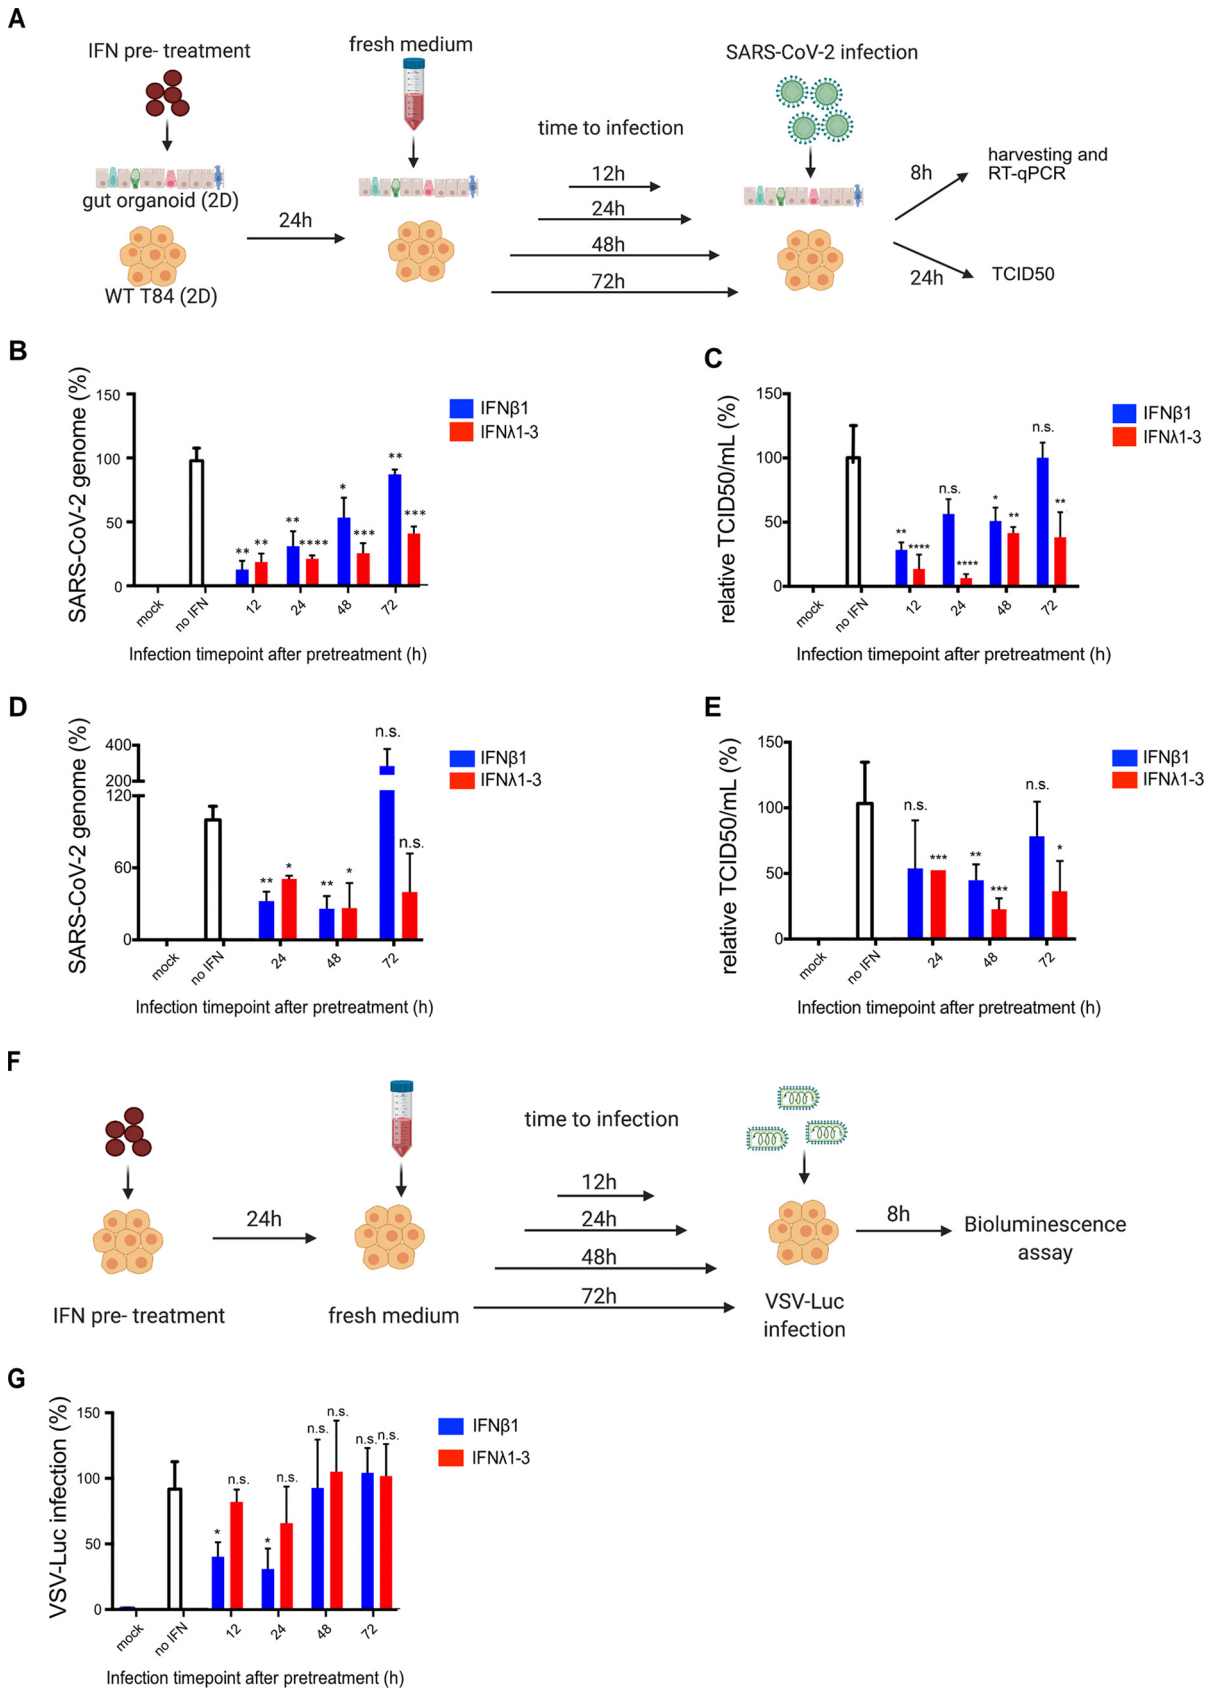 A
IFN pre- treatment
fresh medium
SARS-CoV-2 infection
time to infection
12h
24h
48h
72h
gut organoid (2D)
24h
WT T84 (2D)
8h
harvesting and
RT-qPCR
24h
TCID50
B
SARS-CoV-2 genome (%)
150
100
50
0
** ** ** **** * *** ** ***
mock no IFN 12 24 48 72
Infection timepoint after pretreatment (h)
IFNβ1
IFNλ1-3
C
relative TCID50/mL (%)
150
100
50
0
** **** n.s. **** * ** n.s. **
mock no IFN 12 24 48 72
Infection timepoint after pretreatment (h)
IFNβ1
IFNλ1-3
D
SARS-CoV-2 genome (%)
400
200
120
60
0
** * ** * n.s. n.s.
mock no IFN 24 48 72
Infection timepoint after pretreatment (h)
IFNβ1
IFNλ1-3
E
relative TCID50/mL (%)
150
100
50
0
n.s. *** ** *** n.s. *
mock no IFN 24 48 72
Infection timepoint after pretreatment (h)
IFNβ1
IFNλ1-3
F
time to infection
12h
24h
48h
72h
24h
8h
IFN pre- treatment
fresh medium
VSV-Luc
infection
Bioluminescence
assay
G
VSV-Luc infection (%)
150
100
50
0
* n.s. * n.s. n.s. n.s. n.s. n.s.
mock no IFN 12 24 48 72
Infection timepoint after pretreatment (h)
IFNβ1
IFNλ1-3